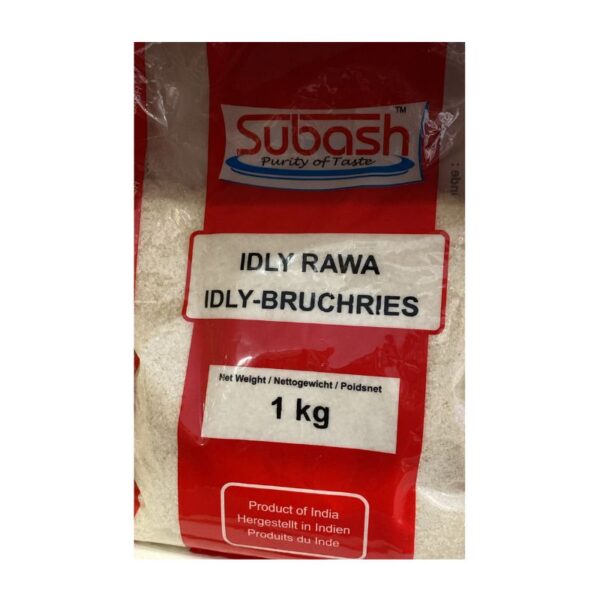 Subash™
Purity of Taste
IDLY RAWA
IDLY-BRUCHRIES
Net Weight / Nettogewicht / Poidsnet
1 kg
Product of India
Hergestellt in Indien
Produits du Inde